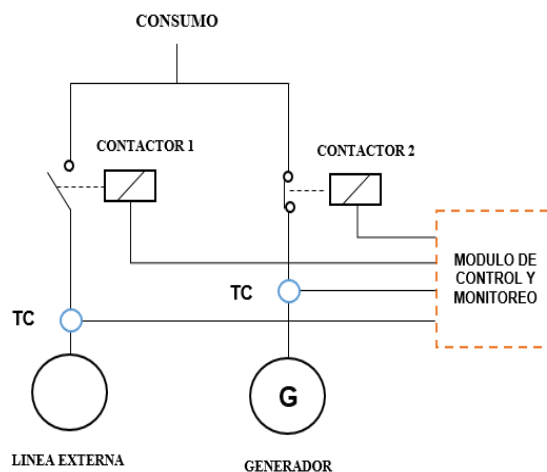 CONSUMO
CONTACTOR 1
CONTACTOR 2
MODULO DE
CONTROL Y
MONITOREO
TC
TC
G
LINEA EXTERNA
GENERADOR